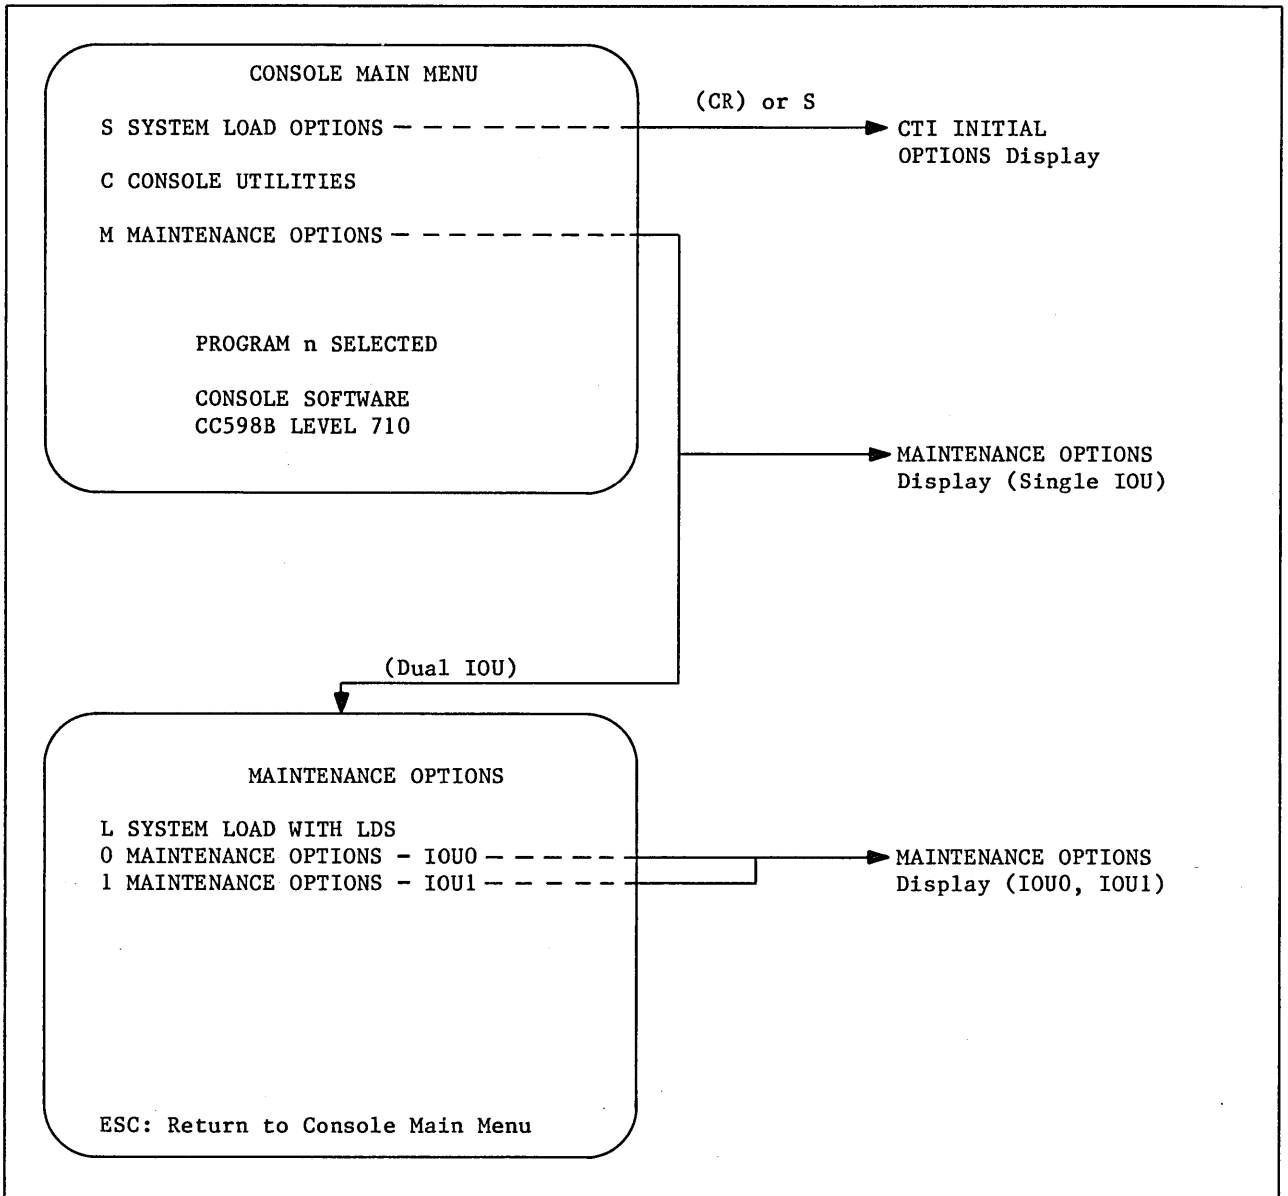 CONSOLE MAIN MENU
(CR) or S
S SYSTEM LOAD OPTIONS
CTI INITIAL
OPTIONS Display
C CONSOLE UTILITIES
M MAINTENANCE OPTIONS
PROGRAM n SELECTED
CONSOLE SOFTWARE
CC598B LEVEL 710
MAINTENANCE OPTIONS
Display (Single IOU)
(Dual IOU)
MAINTENANCE OPTIONS
L SYSTEM LOAD WITH LDS
0 MAINTENANCE OPTIONS - IOU0
1 MAINTENANCE OPTIONS - IOU1
MAINTENANCE OPTIONS
Display (IOU0, IOU1)
ESC: Return to Console Main Menu